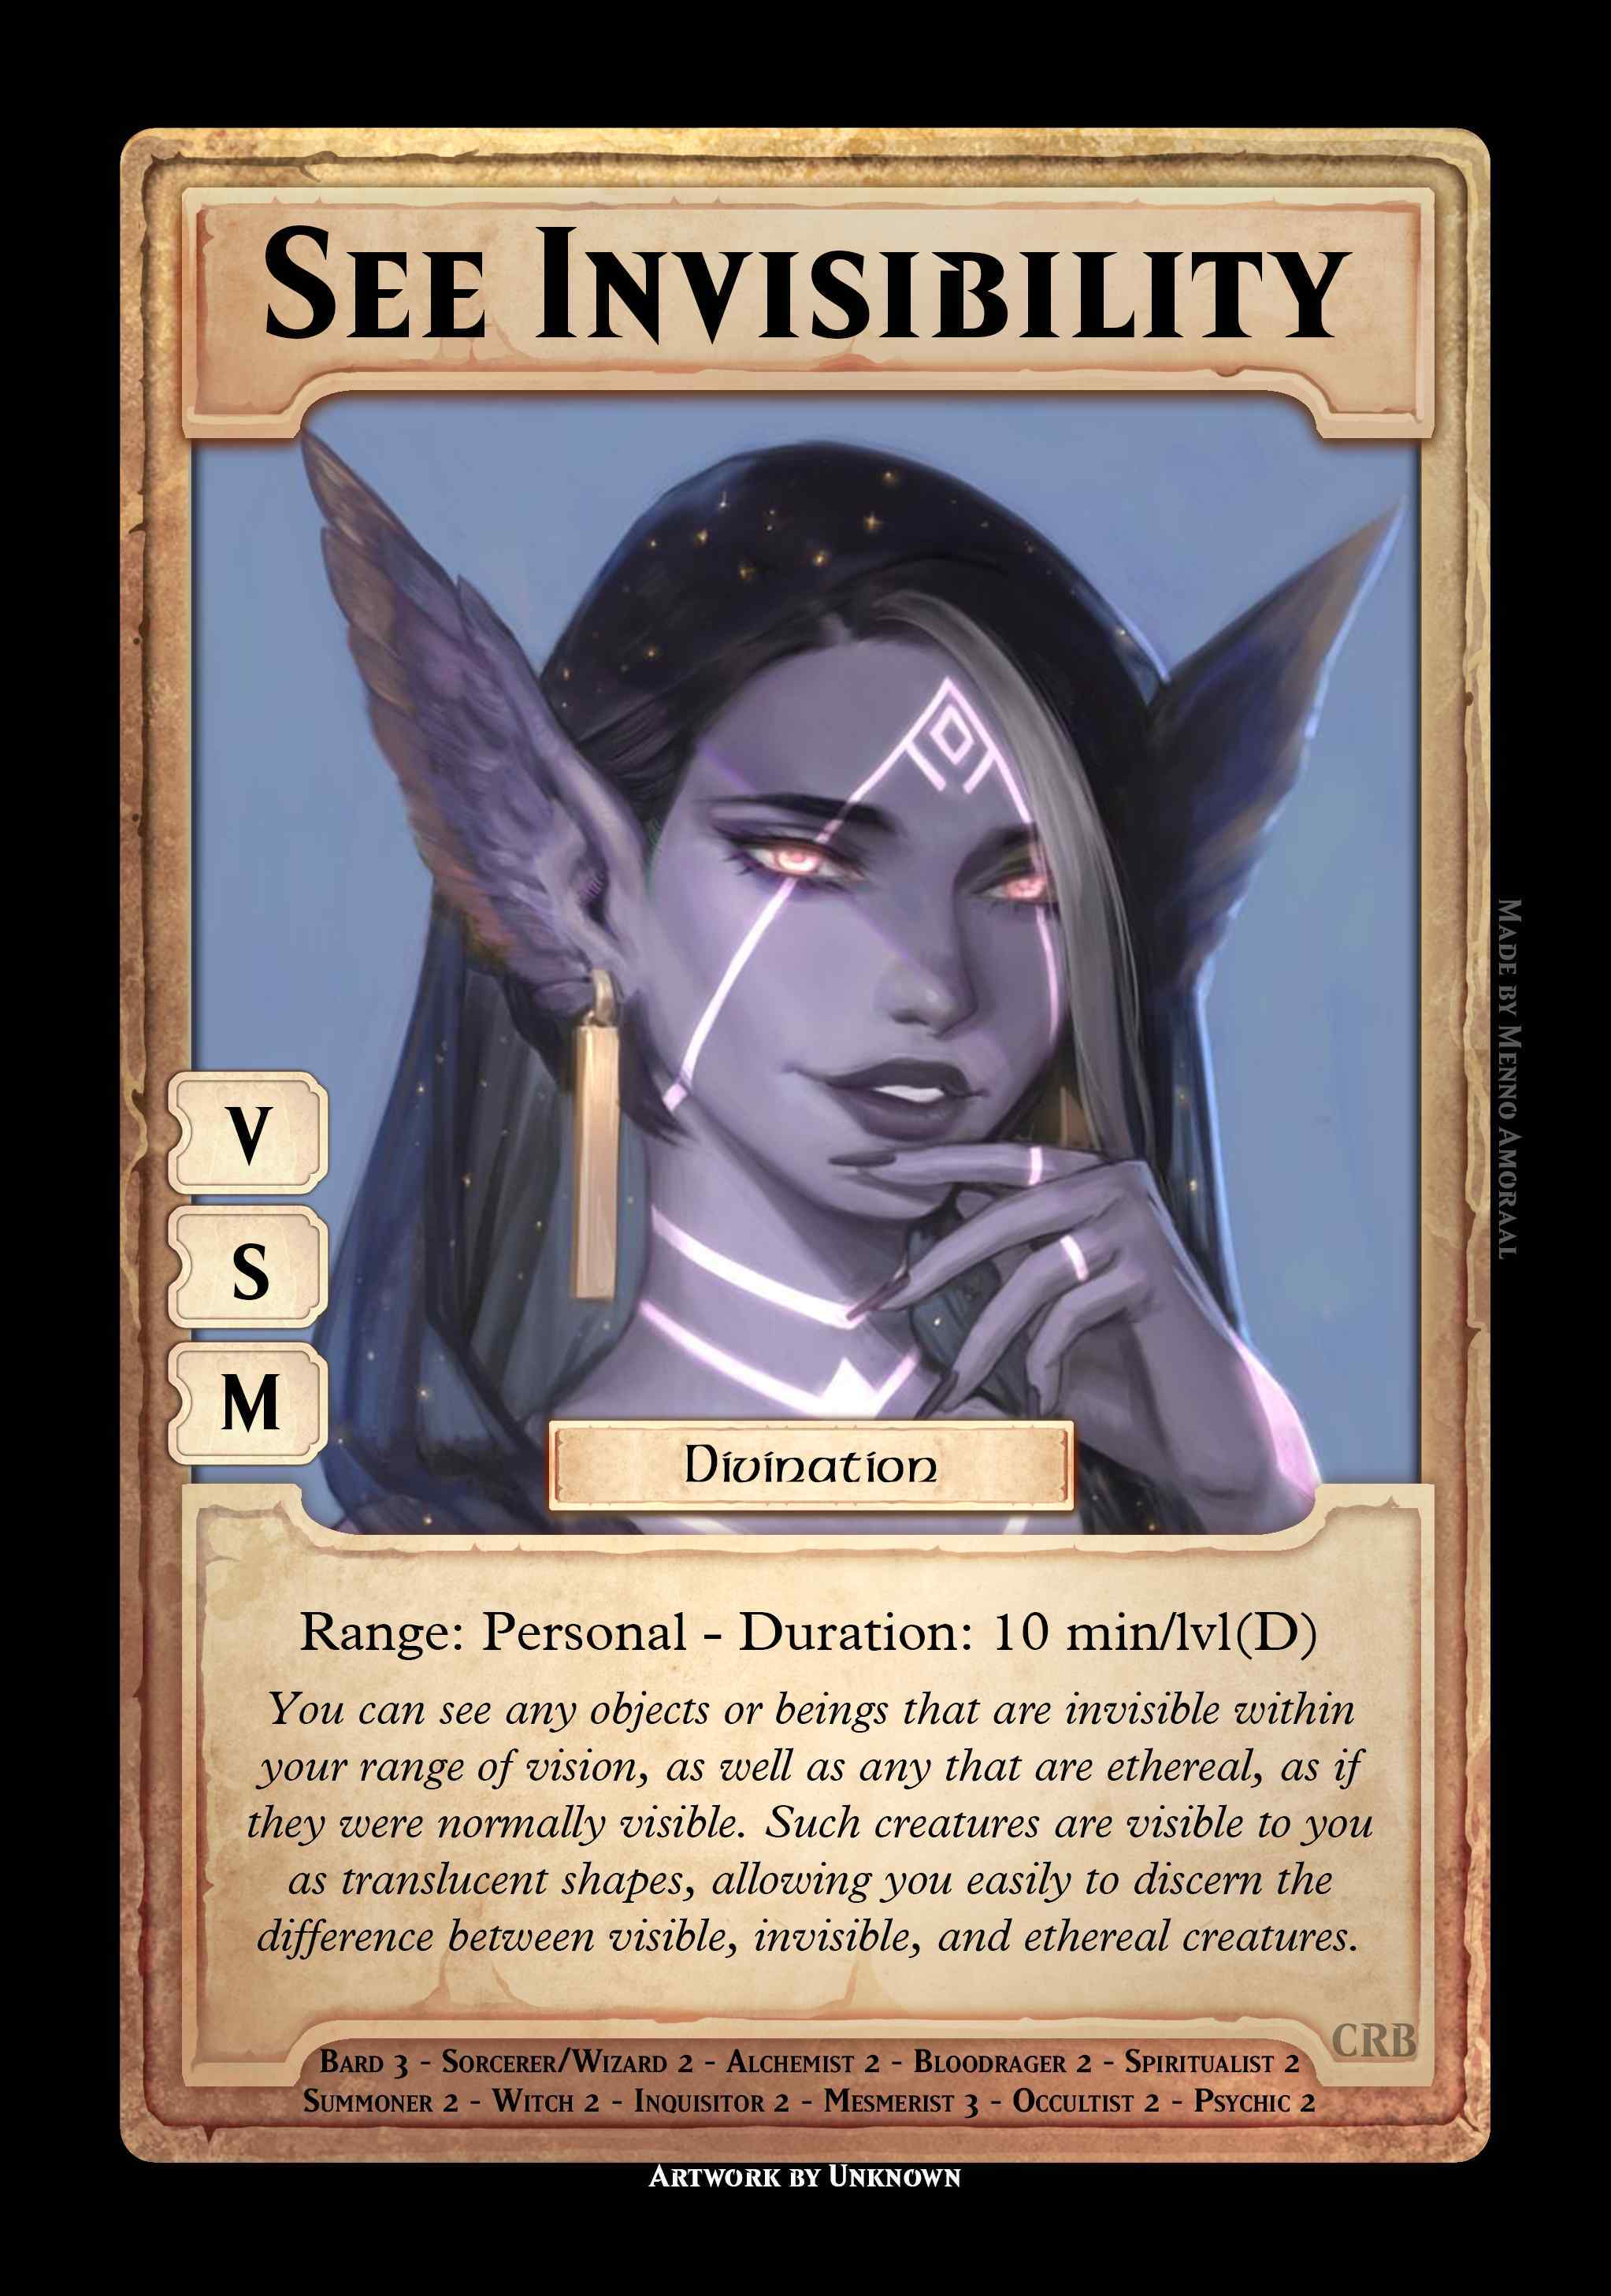 See Invisibility
V
S
M
Divination
Range: Personal - Duration: 10 min/lvl(D)
You can see any objects or beings that are invisible within
your range of vision, as well as any that are ethereal, as if
they were normally visible. Such creatures are visible to you
as translucent shapes, allowing you easily to discern the
difference between visible, invisible, and ethereal creatures.
CRB
Bard 3 - Sorcerer/Wizard 2 - Alchemist 2 - Bloodrager 2 - Spiritualist 2
Summoner 2 - Witch 2 - Inquisitor 2 - Mesmerist 3 - Occultist 2 - Psychic 2
Artwork by Unknown
Made by Menno Amoraal